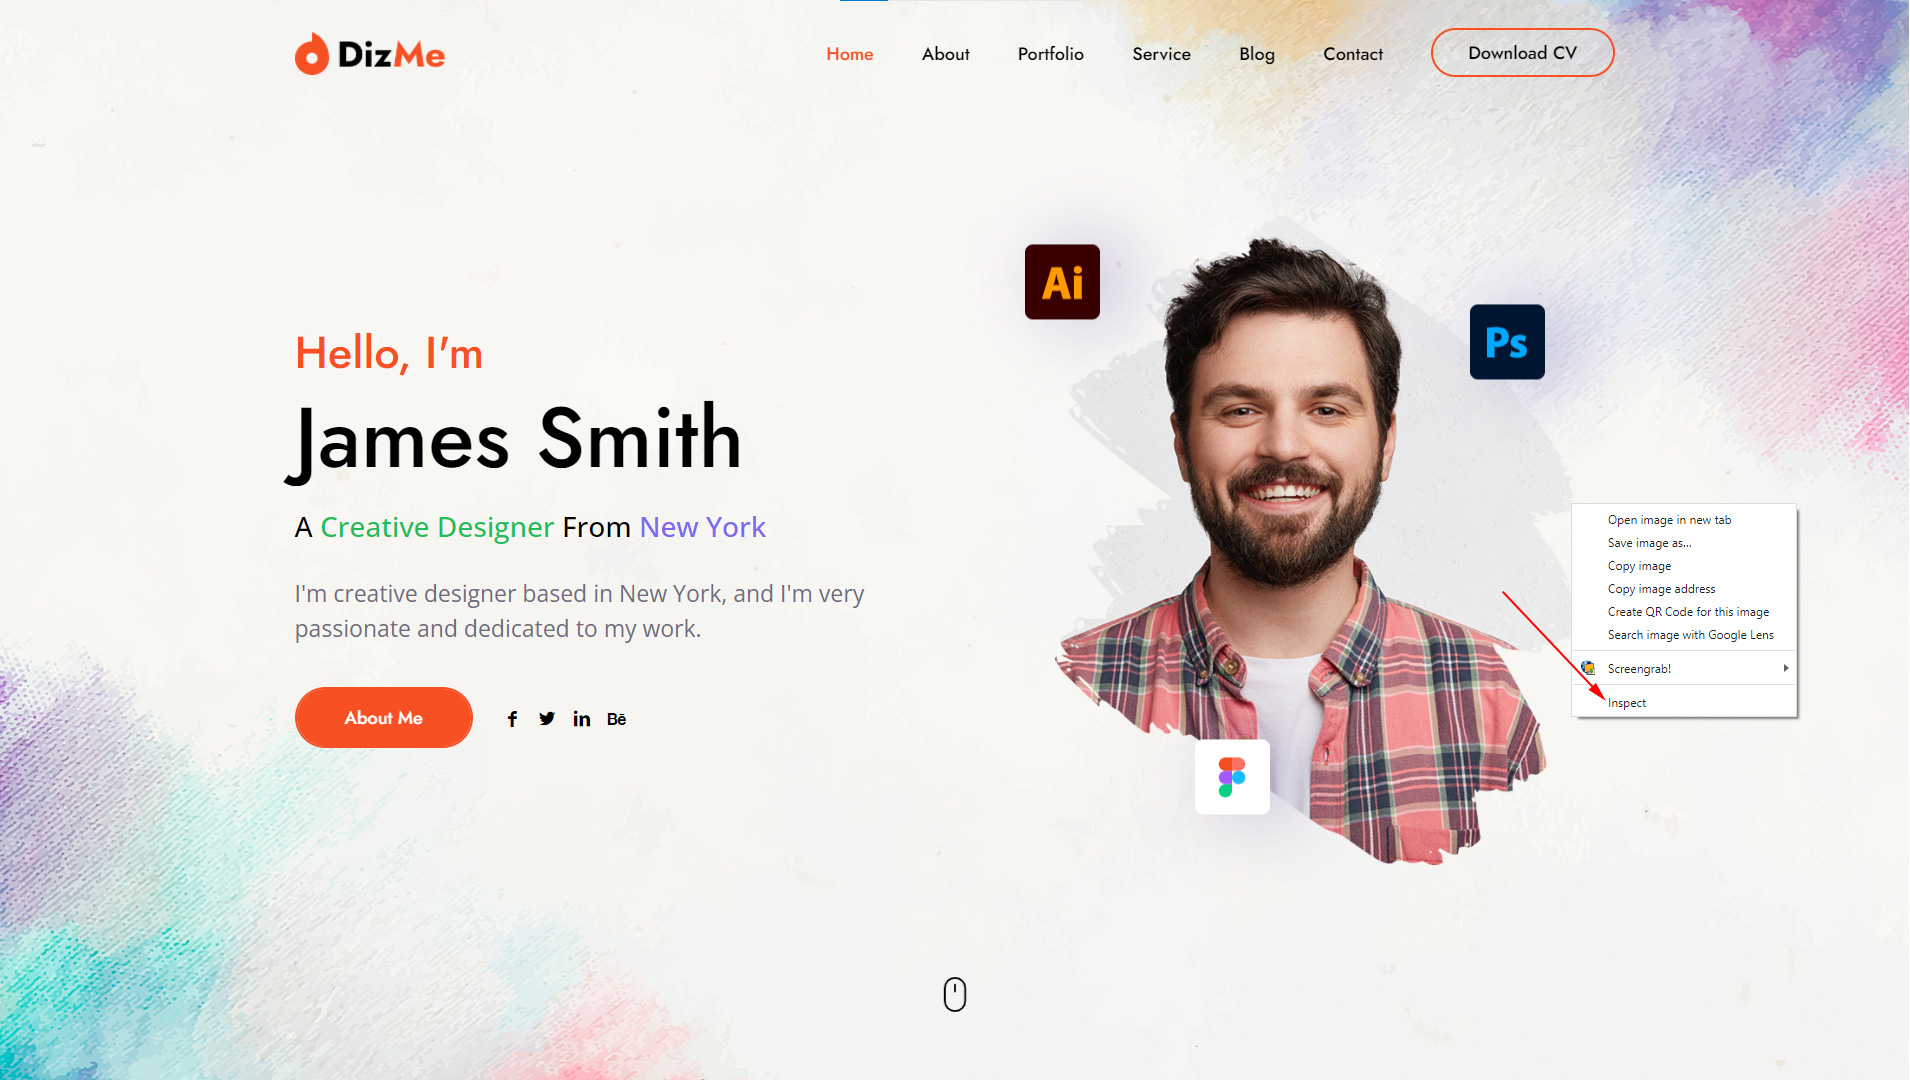 DizMe
Home
About
Portfolio
Service
Blog
Contact
Download CV
Ai
Ps
Hello, I'm
James Smith
A Creative Designer From New York
I'm creative designer based in New York, and I'm very
passionate and dedicated to my work.
About Me
Open image in new tab
Save image as...
Copy image
Copy image address
Create QR Code for this image
Search image with Google Lens
Screengrab!
Inspect